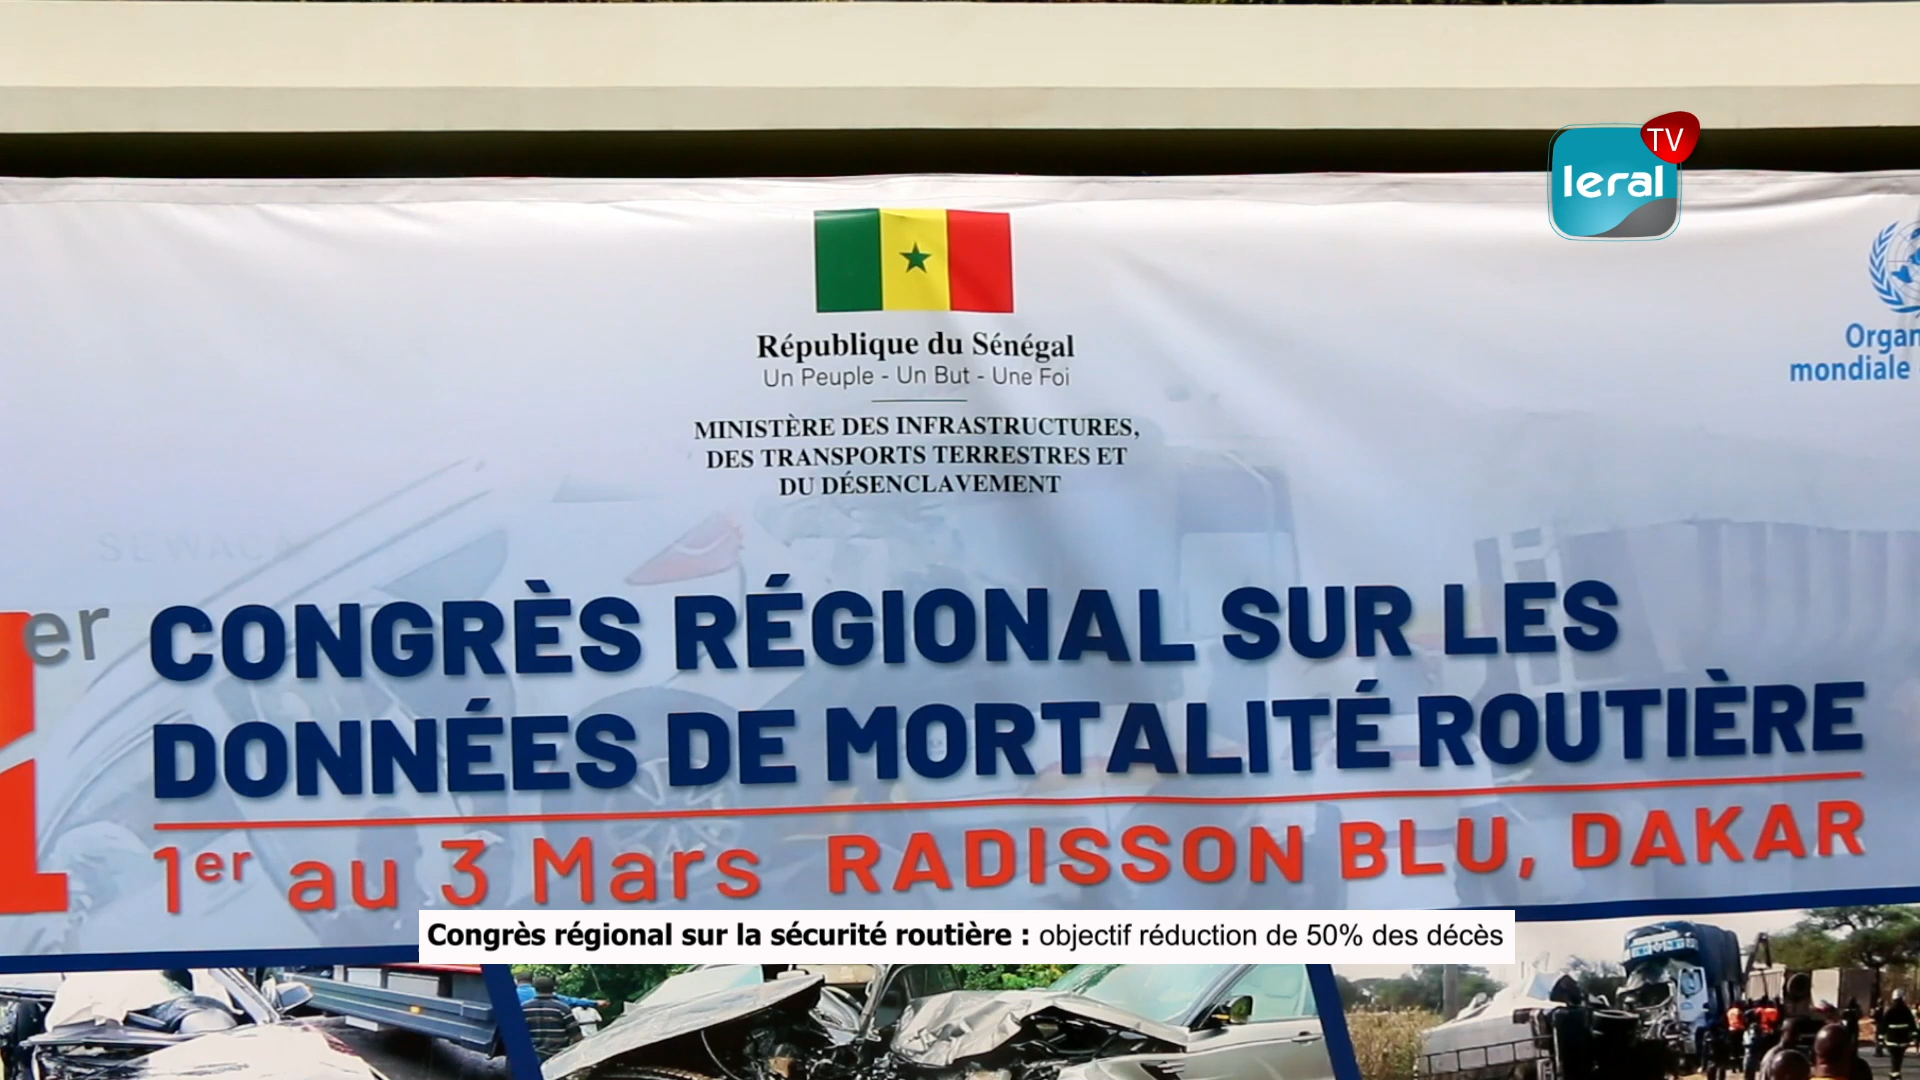 TV
leral
République du Sénégal
Un Peuple - Un But - Une Foi
MINISTÈRE DES INFRASTRUCTURES,
DES TRANSPORTS TERRESTRES ET
DU DÉSENCLAVEMENT
mondiale
1er CONGRÈS RÉGIONAL SUR LES
DONNÉES DE MORTALITÉ ROUTIÈRE
1er au 3 Mars RADISSON BLU, DAKAR
Congrès régional sur la sécurité routière : objectif réduction de 50% des décès